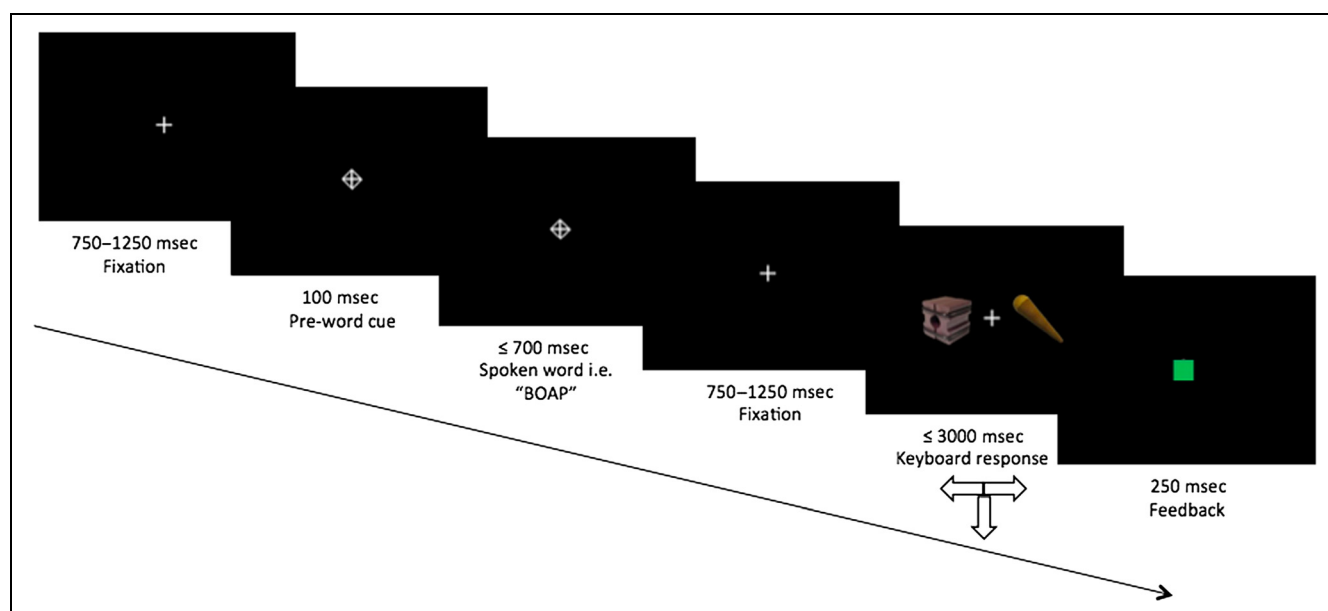 750–1250 msec
Fixation
100 msec
Pre-word cue
≤ 700 msec
Spoken word i.e.
“BOAP”
750–1250 msec
Fixation
≤ 3000 msec
Keyboard response
250 msec
Feedback